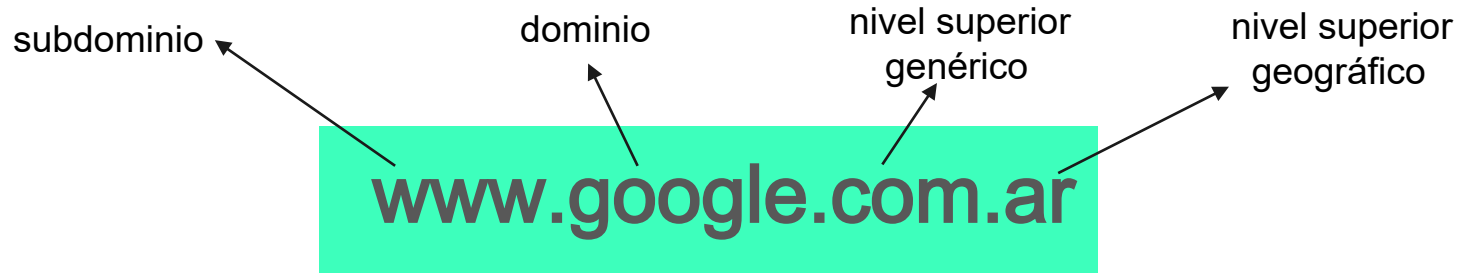 subdominio
dominio
nivel superior
genérico
nivel superior
geográfico
www.google.com.ar